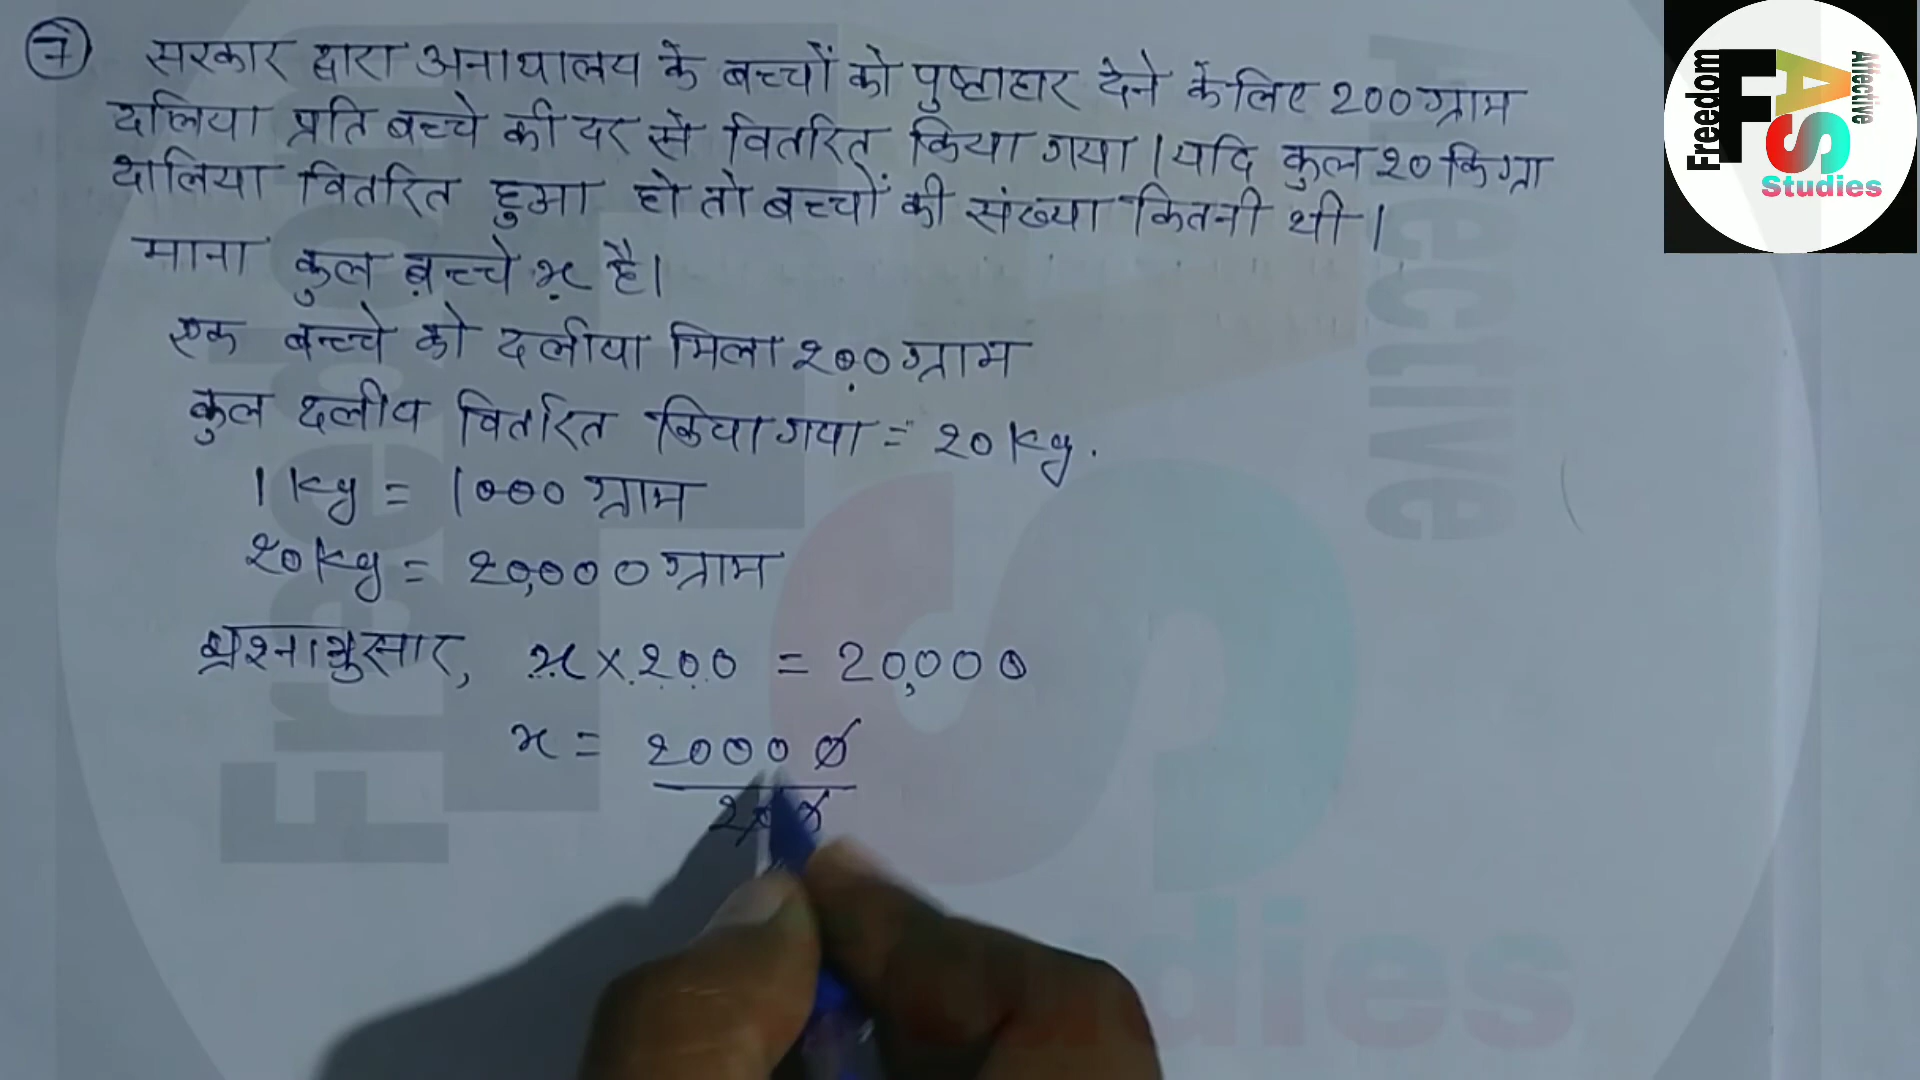 7 सरकार द्वारा अनाथालय के बच्चों को पुष्टाहार देने के लिए 200 ग्राम
दलिया प्रति बच्चे की दर से वितरित किया गया। यदि कुल 20 किग्रा
दालिया वितरित हुआ हो तो बच्चों की संख्या कितनी थी।
माना कुल बच्चे x है।
एक बच्चे को दलीया मिला 200 ग्राम
कुल दलीय वितरित किया गया = 20 kg.
1 kg = 1000 ग्राम
20 kg = 20,000 ग्राम
प्रश्नानुसार, x × 200 = 20,000
x = 20000
200
Freedom
Affective
FAS
Studies